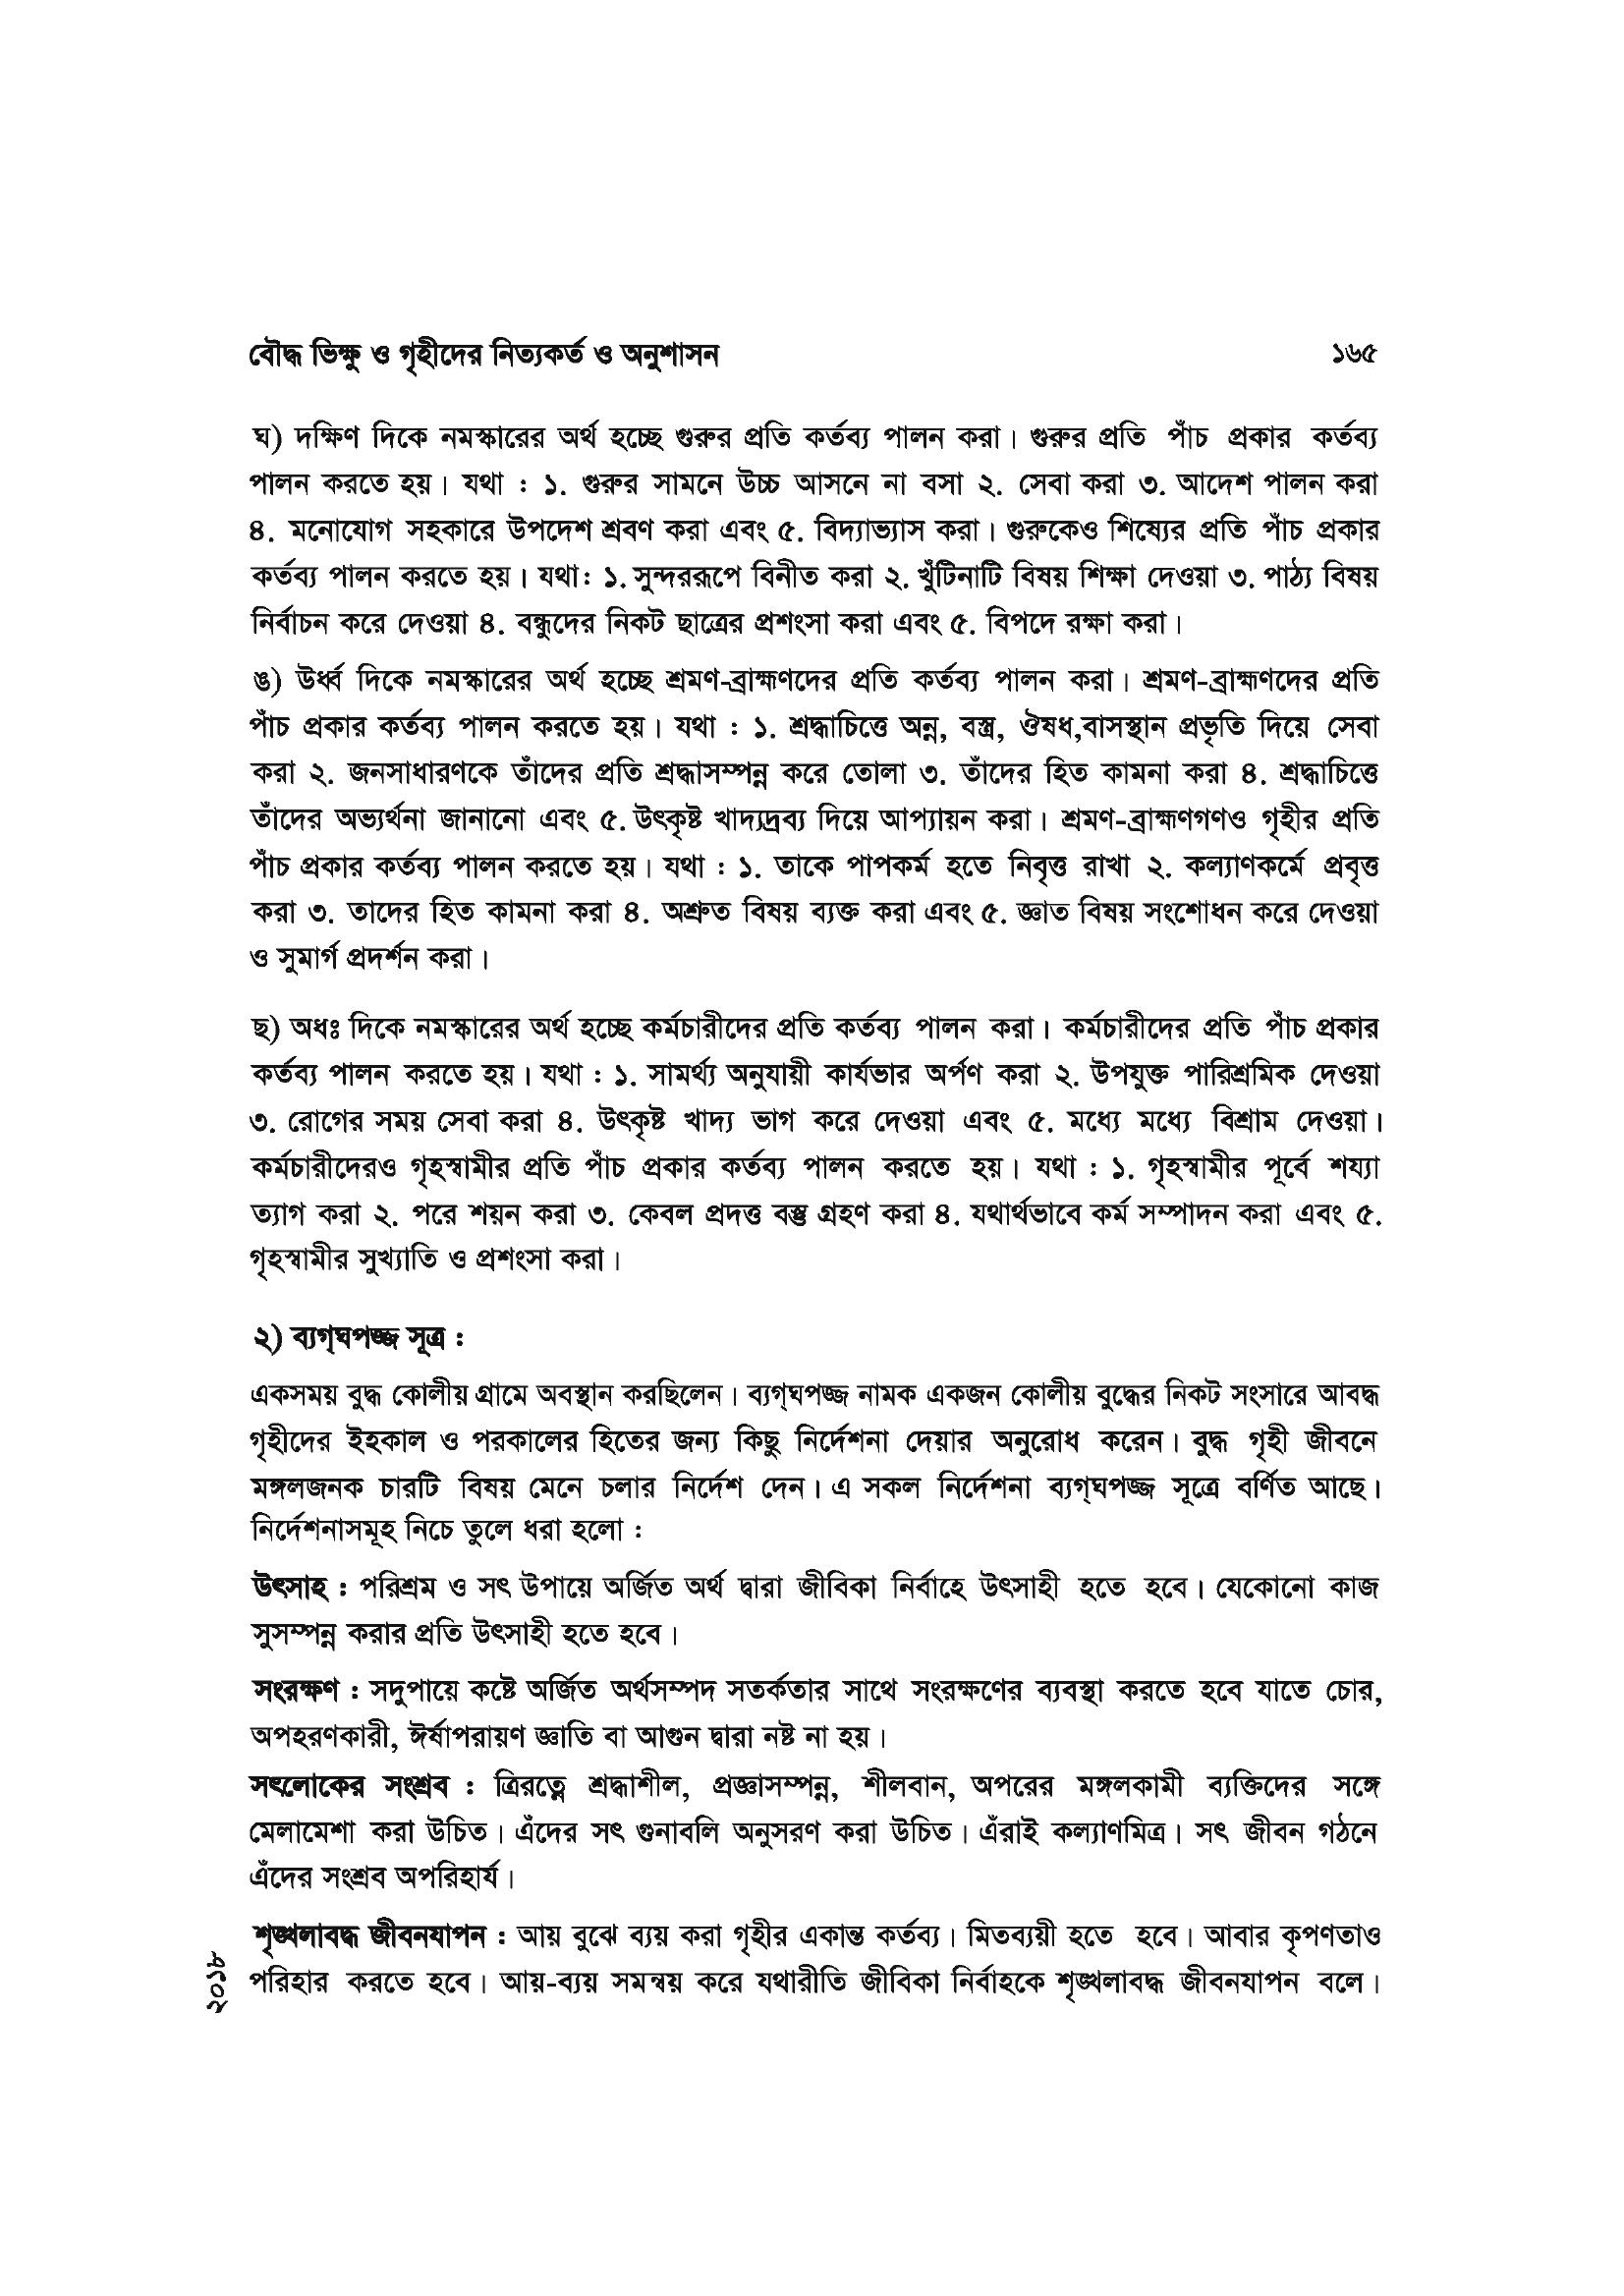 বৌদ্ধ ভিক্ষু ও গৃহীদের নিত্যকর্ত ও অনুশাসন ১৬৫
ঘ) দক্ষিণ দিকে নমস্কারের অর্থ হচ্ছে গুরুর প্রতি কর্তব্য পালন করা। গুরুর প্রতি পাঁচ প্রকার কর্তব্য
পালন করতে হয়। যথা : ১. গুরুর সামনে উচ্চ আসনে না বসা ২. সেবা করা ৩. আদেশ পালন করা
৪. মনোযোগ সহকারে উপদেশ শ্রবণ করা এবং ৫. বিদ্যাভ্যাস করা। গুরুকেও শিষ্যের প্রতি পাঁচ প্রকার
কর্তব্য পালন করতে হয়। যথা: ১. সুন্দররূপে বিনীত করা ২. খুঁটিনাটি বিষয় শিক্ষা দেওয়া ৩. পাঠ্য বিষয়
নির্বাচন করে দেওয়া ৪. বন্ধুদের নিকট ছাত্রের প্রশংসা করা এবং ৫. বিপদে রক্ষা করা।
ঙ) উর্ধ্ব দিকে নমস্কারের অর্থ হচ্ছে শ্রমণ-ব্রাহ্মণদের প্রতি কর্তব্য পালন করা। শ্রমণ-ব্রাহ্মণদের প্রতি
পাঁচ প্রকার কর্তব্য পালন করতে হয়। যথা : ১. শ্রদ্ধাচিত্তে অন্ন, বস্ত্র, ঔষধ,বাসস্থান প্রভৃতি দিয়ে সেবা
করা ২. জনসাধারণকে তাঁদের প্রতি শ্রদ্ধাসম্পন্ন করে তোলা ৩. তাঁদের হিত কামনা করা ৪. শ্রদ্ধাচিত্তে
তাঁদের অভ্যর্থনা জানানো এবং ৫. উৎকৃষ্ট খাদ্যদ্রব্য দিয়ে আপ্যায়ন করা। শ্রমণ-ব্রাহ্মণগণও গৃহীর প্রতি
পাঁচ প্রকার কর্তব্য পালন করতে হয়। যথা : ১. তাকে পাপকর্ম হতে নিবৃত্ত রাখা ২. কল্যাণকর্মে প্রবৃত্ত
করা ৩. তাদের হিত কামনা করা ৪. অশ্রুত বিষয় ব্যক্ত করা এবং ৫. জ্ঞাত বিষয় সংশোধন করে দেওয়া
ও সুমার্গ প্রদর্শন করা।
ছ) অধঃ দিকে নমস্কারের অর্থ হচ্ছে কর্মচারীদের প্রতি কর্তব্য পালন করা। কর্মচারীদের প্রতি পাঁচ প্রকার
কর্তব্য পালন করতে হয়। যথা : ১. সামর্থ্য অনুযায়ী কার্যভার অর্পণ করা ২. উপযুক্ত পারিশ্রমিক দেওয়া
৩. রোগের সময় সেবা করা ৪. উৎকৃষ্ট খাদ্য ভাগ করে দেওয়া এবং ৫. মধ্যে মধ্যে বিশ্রাম দেওয়া।
কর্মচারীদেরও গৃহস্বামীর প্রতি পাঁচ প্রকার কর্তব্য পালন করতে হয়। যথা : ১. গৃহস্বামীর পূর্বে শয্যা
ত্যাগ করা ২. পরে শয়ন করা ৩. কেবল প্রদত্ত বস্তু গ্রহণ করা ৪. যথার্থভাবে কর্ম সম্পাদন করা এবং ৫.
গৃহস্বামীর সুখ্যাতি ও প্রশংসা করা।
২) ব্যগ্‌ঘপজ্জ সূত্র :
একসময় বুদ্ধ কোলীয় গ্রামে অবস্থান করছিলেন। ব্যগ্‌ঘপজ্জ নামক একজন কোলীয় বুদ্ধের নিকট সংসারে আবদ্ধ
গৃহীদের ইহকাল ও পরকালের হিতের জন্য কিছু নির্দেশনা দেয়ার অনুরোধ করেন। বুদ্ধ গৃহী জীবনে
মঙ্গলজনক চারটি বিষয় মেনে চলার নির্দেশ দেন। এ সকল নির্দেশনা ব্যগ্‌ঘপজ্জ সূত্রে বর্ণিত আছে।
নির্দেশনাসমূহ নিচে তুলে ধরা হলো :
উৎসাহ : পরিশ্রম ও সৎ উপায়ে অর্জিত অর্থ দ্বারা জীবিকা নির্বাহে উৎসাহী হতে হবে। যেকোনো কাজ
সুসম্পন্ন করার প্রতি উৎসাহী হতে হবে।
সংরক্ষণ : সদুপায়ে কষ্টে অর্জিত অর্থসম্পদ সতর্কতার সাথে সংরক্ষণের ব্যবস্থা করতে হবে যাতে চোর,
অপহরণকারী, ঈর্ষাপরায়ণ জ্ঞাতি বা আগুন দ্বারা নষ্ট না হয়।
সৎলোকের সংশ্রব : ত্রিরত্নে শ্রদ্ধাশীল, প্রজ্ঞাসম্পন্ন, শীলবান, অপরের মঙ্গলকামী ব্যক্তিদের সঙ্গে
মেলামেশা করা উচিত। এঁদের সৎ গুনাবলি অনুসরণ করা উচিত। এঁরাই কল্যাণমিত্র। সৎ জীবন গঠনে
এঁদের সংশ্রব অপরিহার্য।
শৃঙ্খলাবদ্ধ জীবনযাপন : আয় বুঝে ব্যয় করা গৃহীর একান্ত কর্তব্য। মিতব্যয়ী হতে হবে। আবার কৃপণতাও
পরিহার করতে হবে। আয়-ব্যয় সমন্বয় করে যথারীতি জীবিকা নির্বাহকে শৃঙ্খলাবদ্ধ জীবনযাপন বলে।
২০১৮